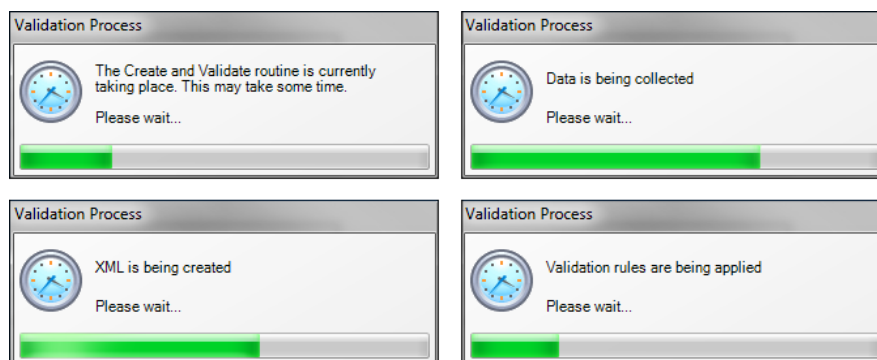 Validation Process
The Create and Validate routine is currently
taking place. This may take some time.
Please wait...
Validation Process
Data is being collected
Please wait...
Validation Process
XML is being created
Please wait...
Validation Process
Validation rules are being applied
Please wait...